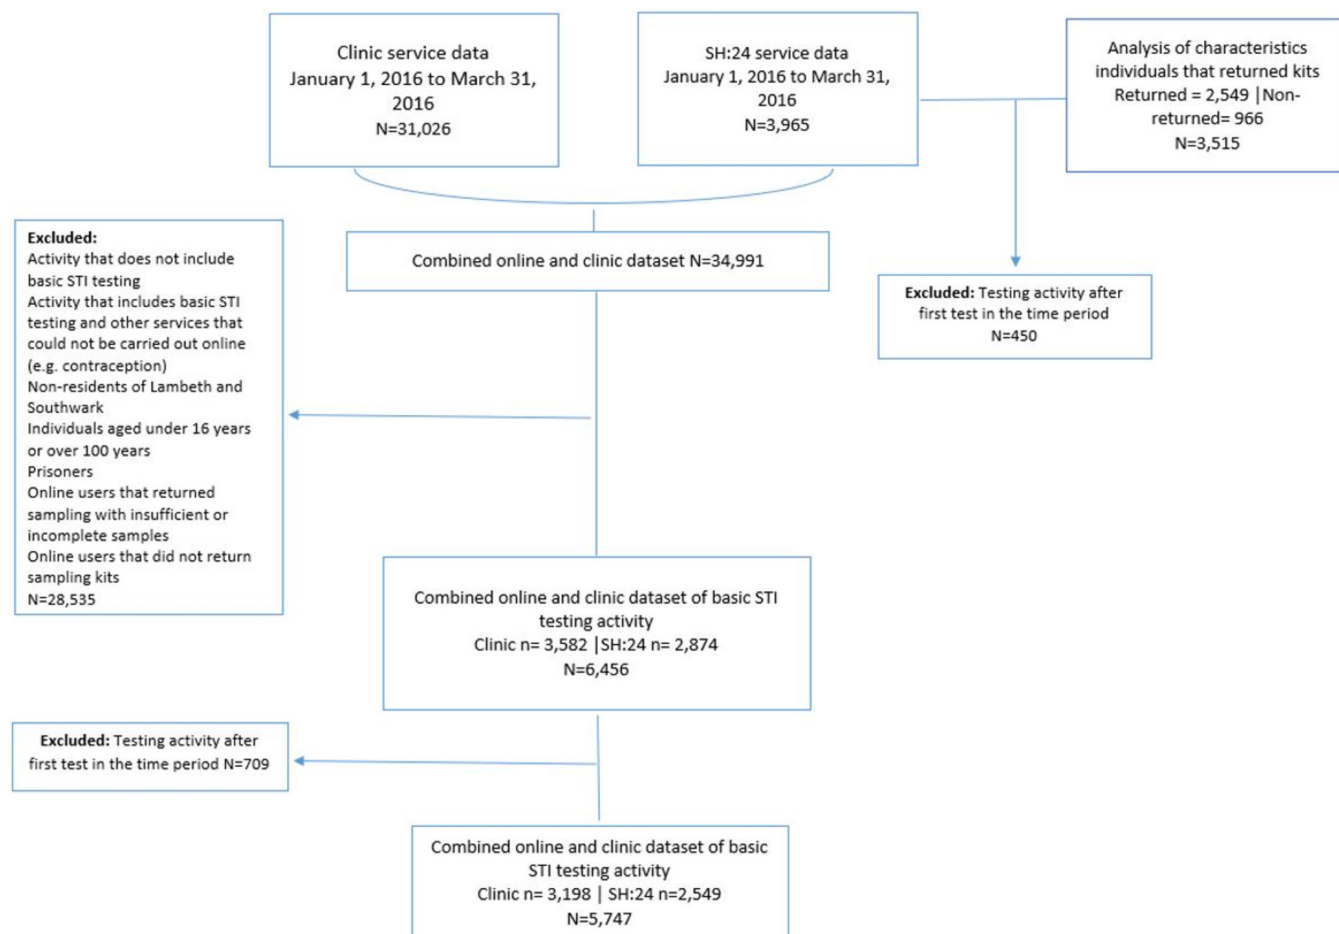 Clinic service data
January 1, 2016 to March 31,
2016
N=31,026
SH:24 service data
January 1, 2016 to March 31,
2016
N=3,965
Analysis of characteristics
individuals that returned kits
Returned = 2,549 |Non-
returned= 966
N=3,515
Combined online and clinic dataset N=34,991
Excluded: Testing activity after
first test in the time period
N=450
Excluded:
Activity that does not include
basic STI testing
Activity that includes basic STI
testing and other services that
could not be carried out online
(e.g. contraception)
Non-residents of Lambeth and
Southwark
Individuals aged under 16 years
or over 100 years
Prisoners
Online users that returned
sampling with insufficient or
incomplete samples
Online users that did not return
sampling kits
N=28,535
Combined online and clinic dataset of basic STI
testing activity
Clinic n= 3,582 |SH:24 n= 2,874
N=6,456
Excluded: Testing activity after
first test in the time period N=709
Combined online and clinic dataset of basic
STI testing activity
Clinic n= 3,198 | SH:24 n=2,549
N=5,747